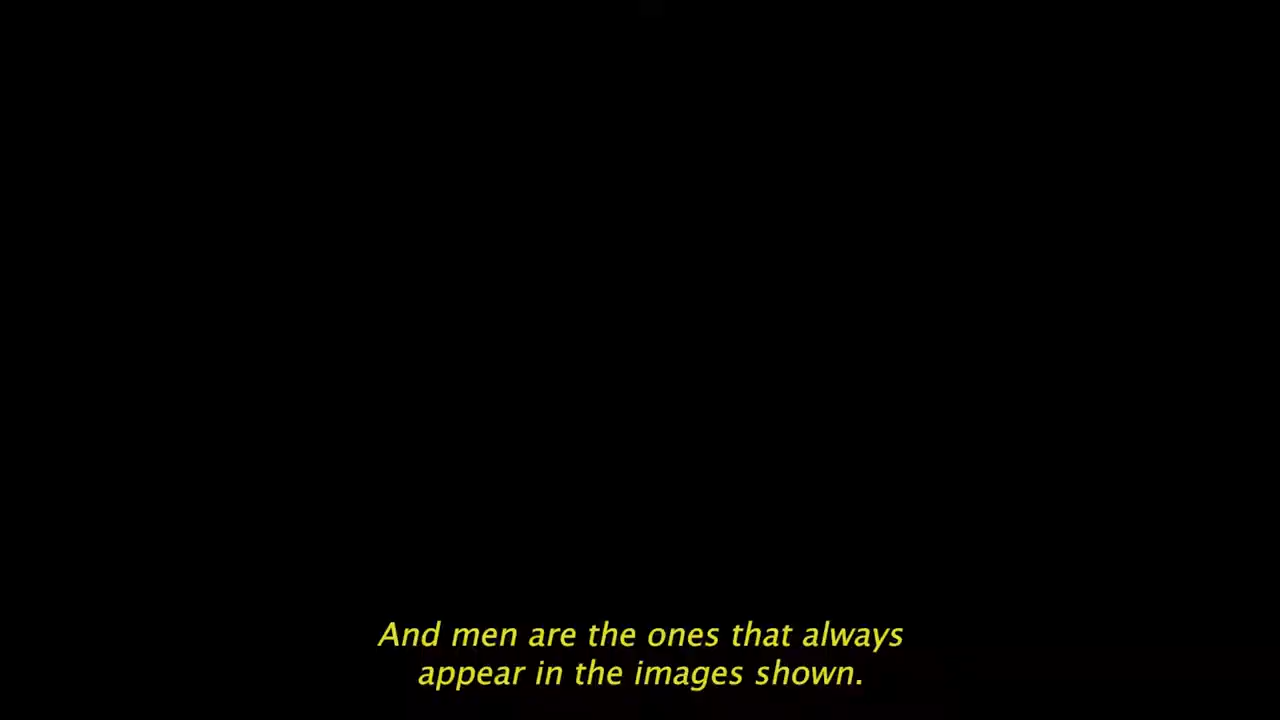 And men are the ones that always
appear in the images shown.